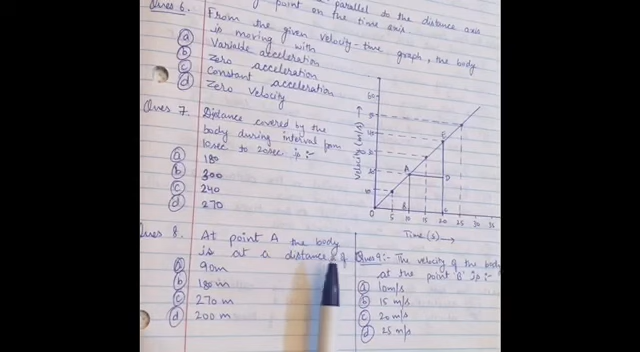 parallel to the distance axis
point on the time axis.
Ques 6. From the given velocity-time graph, the body
is moving with
(a) Variable acceleration
(b) Zero acceleration
(c) Constant acceleration
(d) Zero velocity
Ques 7. Distance covered by the
body during interval from
10sec to 20sec is :-
(a) 180
(b) 300
(c) 240
(d) 270
Velocity (m/s) →
60
10
A
E
D
B
C
0 5 10 15 20 25 30 35
Time (s) →
Ques 8. At point A the body
is at a distance of
(a) 90m
(b) 180 m
(c) 270 m
(d) 200 m
Ques 9:- The velocity of the body
at the point 'B' is :-
(a) 10m/s
(b) 15 m/s
(c) 20 m/s
(d) 25 m/s